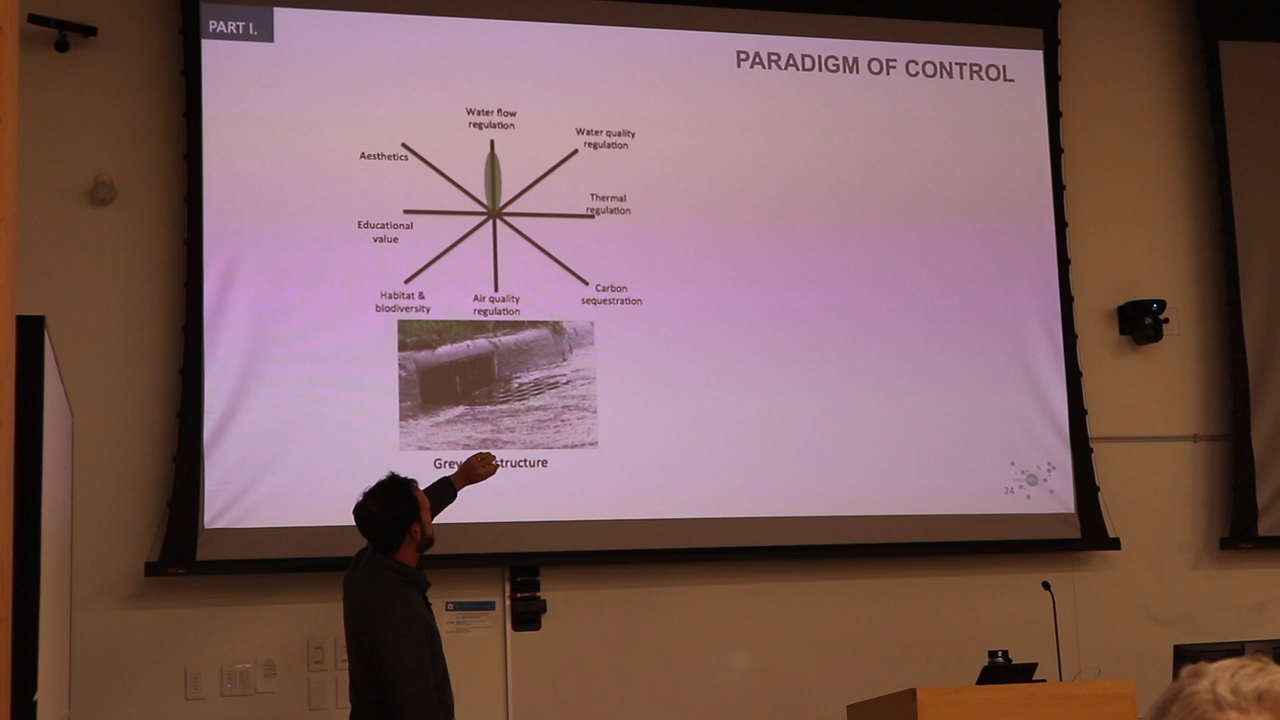 PART I.
PARADIGM OF CONTROL
Water flow
regulation
Water quality
regulation
Aesthetics
Thermal
regulation
Educational
value
Carbon
sequestration
Habitat &
biodiversity
Air quality
regulation
Grey structure
24